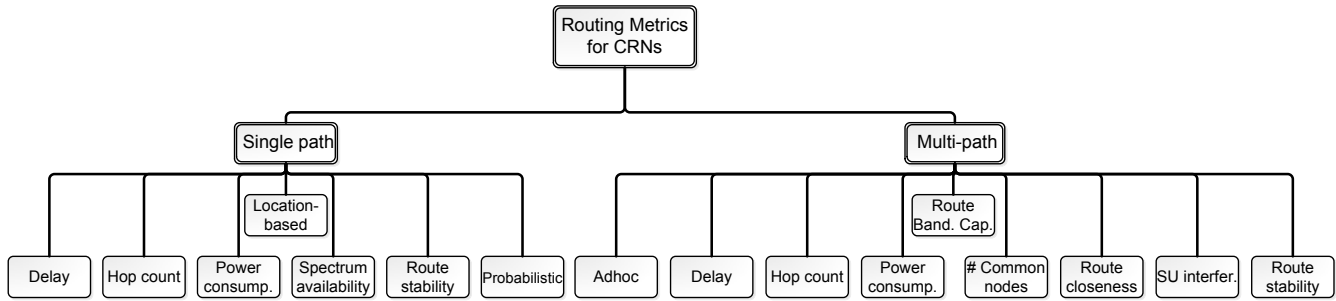 Routing Metrics
for CRNs
Single path
Multi-path
Location-
based
Route
Band. Cap.
Delay
Hop count
Power
consump.
Spectrum
availability
Route
stability
Probabilistic
Adhoc
Delay
Hop count
Power
consump.
# Common
nodes
Route
closeness
SU interfer.
Route
stability